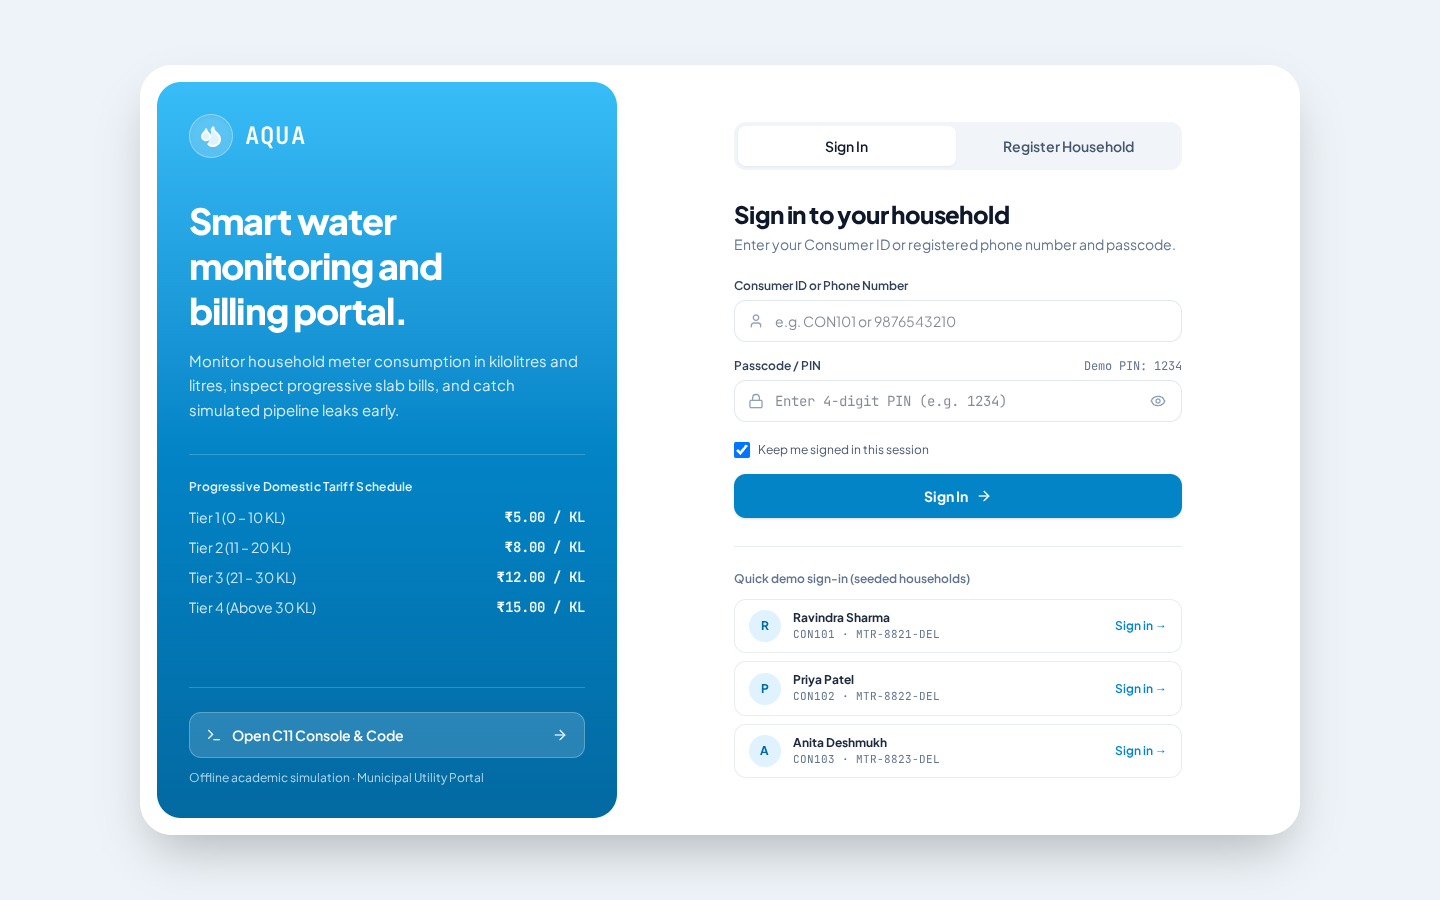 AQUA
Smart water
monitoring and
billing portal.
Monitor household meter consumption in kilolitres and
litres, inspect progressive slab bills, and catch
simulated pipeline leaks early.
Progressive Domestic Tariff Schedule
Tier 1 (0 – 10 KL) ₹5.00 / KL
Tier 2 (11 – 20 KL) ₹8.00 / KL
Tier 3 (21 – 30 KL) ₹12.00 / KL
Tier 4 (Above 30 KL) ₹15.00 / KL
Open C11 Console & Code →
Offline academic simulation · Municipal Utility Portal
Sign In Register Household
Sign in to your household
Enter your Consumer ID or registered phone number and passcode.
Consumer ID or Phone Number
e.g. CON101 or 9876543210
Passcode / PIN Demo PIN: 1234
Enter 4-digit PIN (e.g. 1234)
Keep me signed in this session
Sign In →
Quick demo sign-in (seeded households)
R
Ravindra Sharma
CON101 · MTR-8821-DEL
Sign in →
P
Priya Patel
CON102 · MTR-8822-DEL
Sign in →
A
Anita Deshmukh
CON103 · MTR-8823-DEL
Sign in →